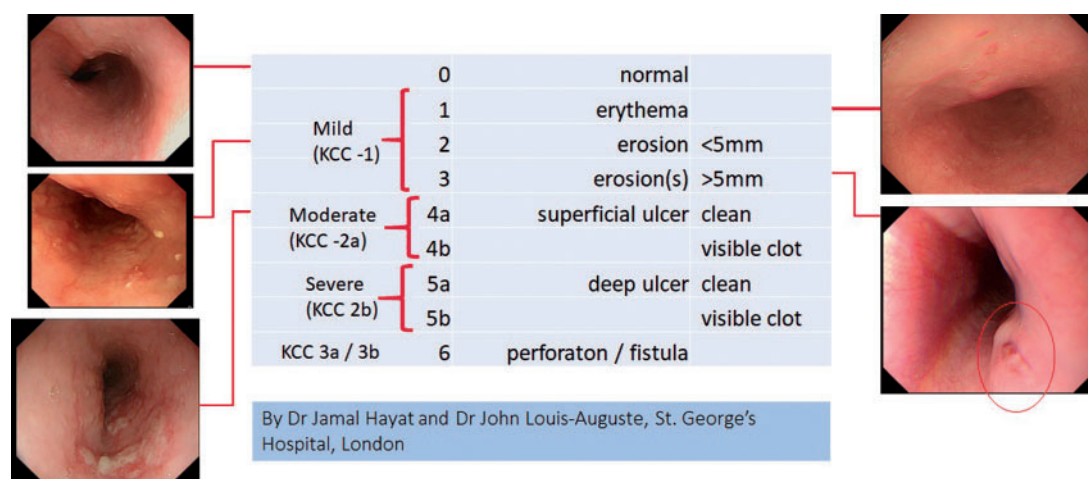 0 normal
Mild
(KCC -1)
1 erythema
2 erosion <5mm
3 erosion(s) >5mm
Moderate
(KCC -2a)
4a superficial ulcer clean
4b visible clot
Severe
(KCC 2b)
5a deep ulcer clean
5b visible clot
KCC 3a / 3b 6 perforaton / fistula
By Dr Jamal Hayat and Dr John Louis-Auguste, St. George's
Hospital, London